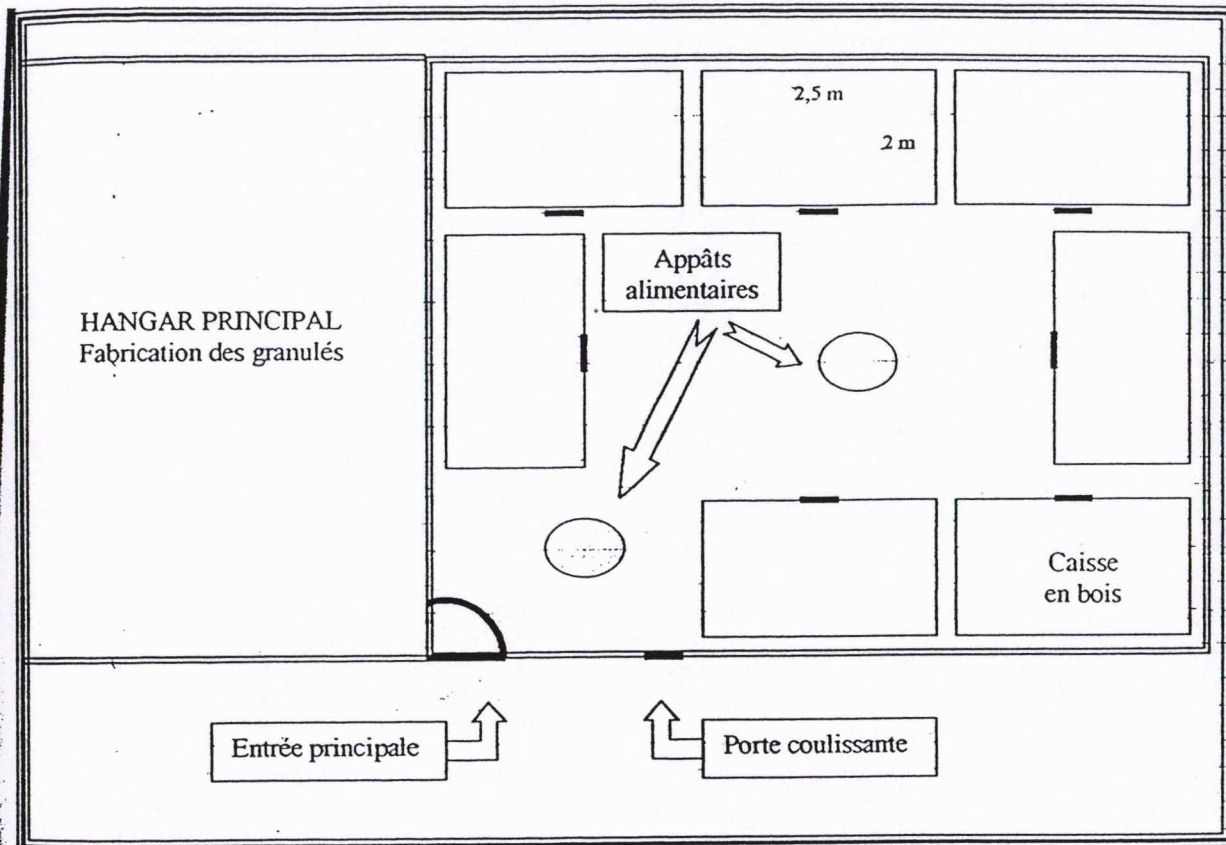 2,5 m
2 m
Appâts
alimentaires
HANGAR PRINCIPAL
Fabrication des granulés
Caisse
en bois
Entrée principale
Porte coulissante